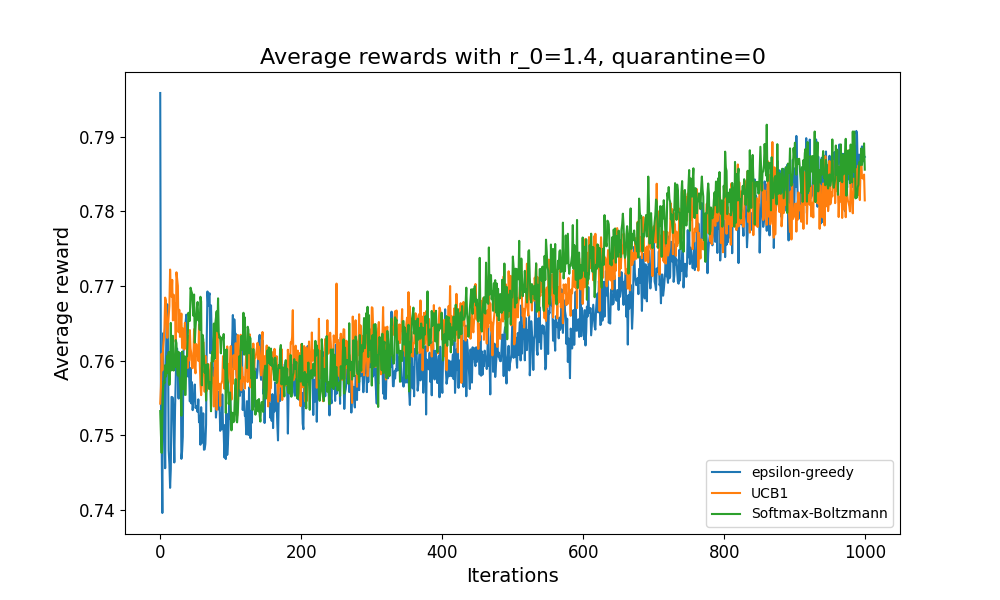 Average rewards with r_0=1.4, quarantine=0
Average reward
0.79
0.78
0.77
0.76
0.75
0.74
0
200
400
600
800
1000
Iterations
epsilon-greedy
UCB1
Softmax-Boltzmann